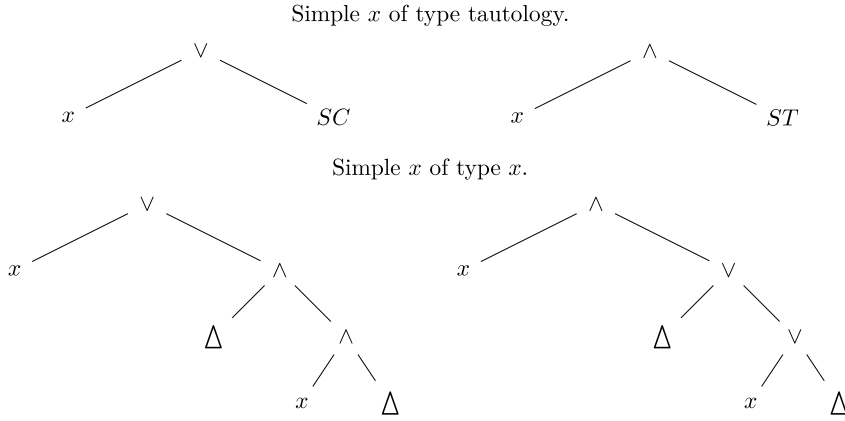 Simple x of type tautology.
∨ ∧
x SC x ST
Simple x of type x.
∨ ∧
x ∧ x ∨
Δ ∧ Δ ∨
x Δ x Δ